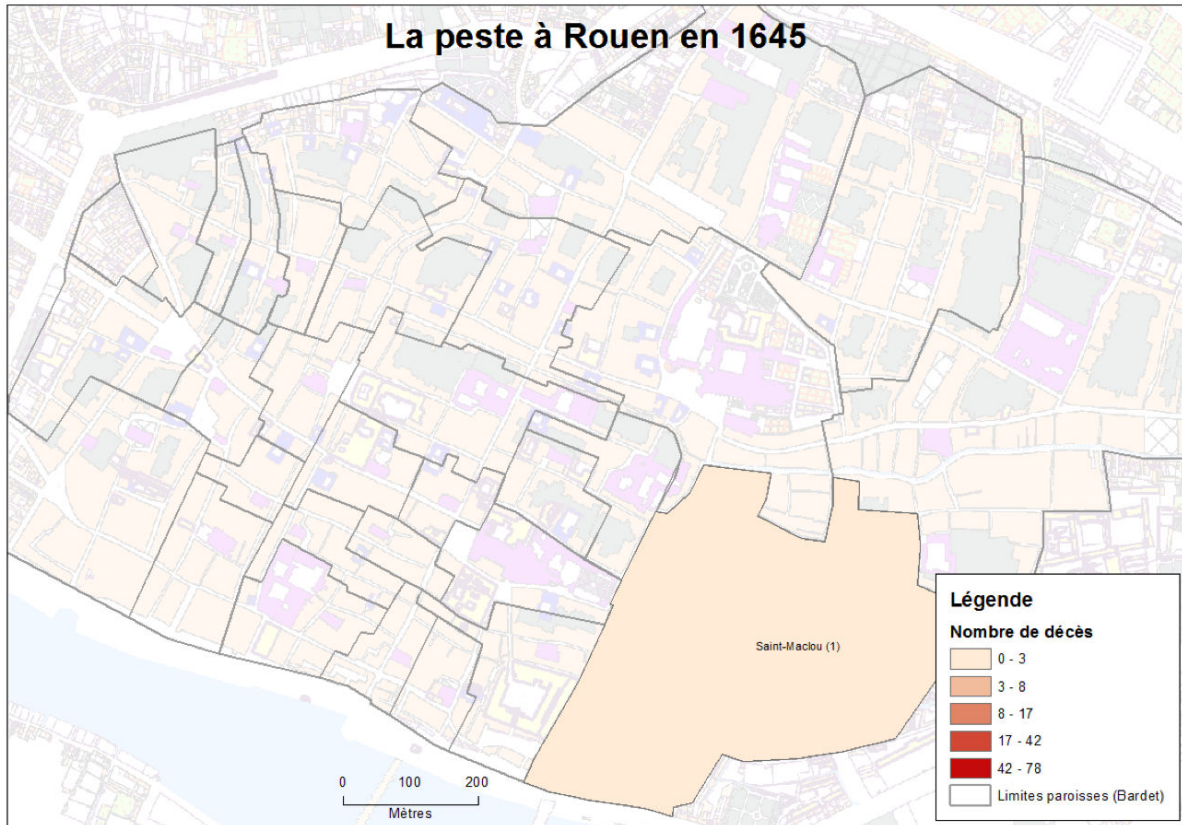 La peste à Rouen en 1645
Saint-Maclou (1)
Légende
Nombre de décès
0 - 3
3 - 8
8 - 17
17 - 42
42 - 78
Limites paroisses (Bardet)
0 100 200
Mètres